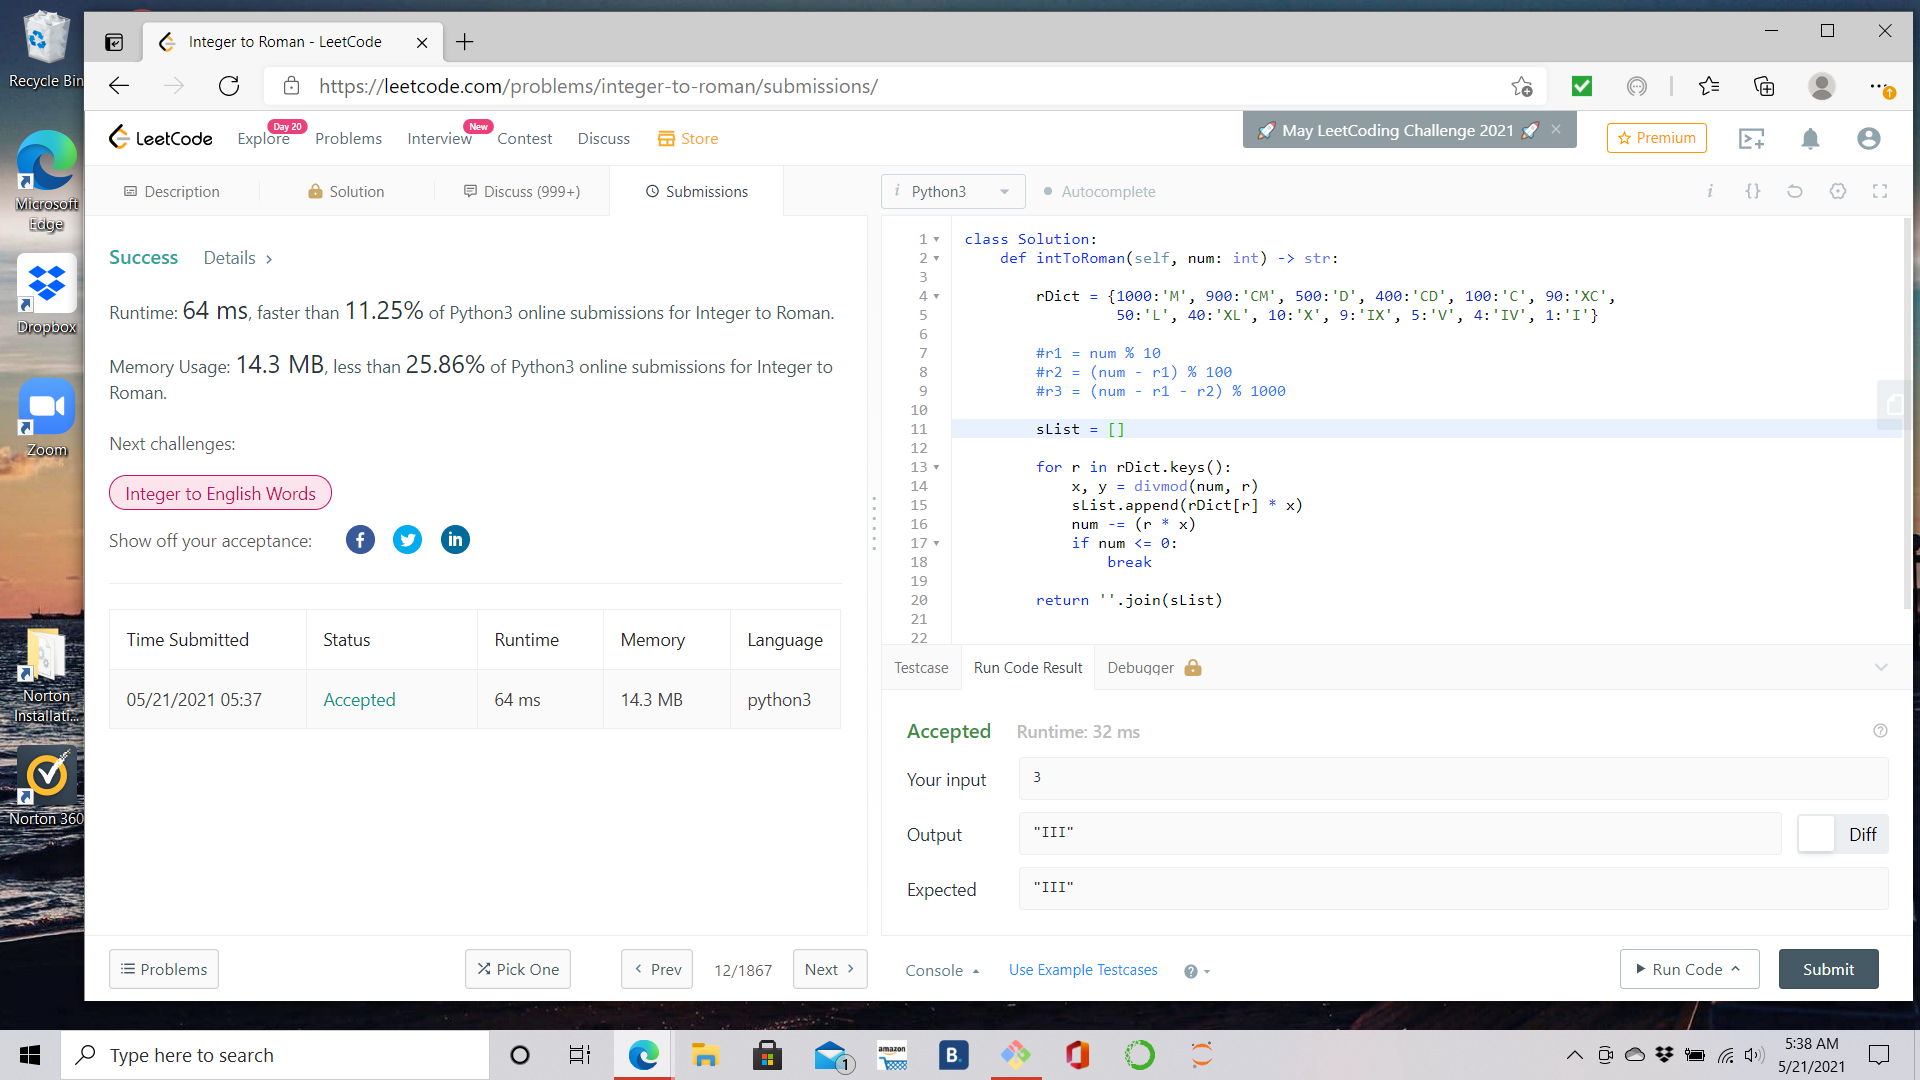 Recycle Bin
Microsoft
Edge
Dropbox
Zoom
Norton
Installati...
Norton 360
Integer to Roman - LeetCode
https://leetcode.com/problems/integer-to-roman/submissions/
LeetCode
Explore
Day 20
Problems
Interview
New
Contest
Discuss
Store
May LeetCoding Challenge 2021
Premium
Description
Solution
Discuss (999+)
Submissions
i Python3
Autocomplete
i {}
Success
Details >
Runtime: 64 ms, faster than 11.25% of Python3 online submissions for Integer to Roman.
Memory Usage: 14.3 MB, less than 25.86% of Python3 online submissions for Integer to
Roman.
Next challenges:
Integer to English Words
Show off your acceptance:
Time Submitted Status Runtime Memory Language
05/21/2021 05:37 Accepted 64 ms 14.3 MB python3
1 class Solution:
2 def intToRoman(self, num: int) -> str:
3
4 rDict = {1000:'M', 900:'CM', 500:'D', 400:'CD', 100:'C', 90:'XC',
5 50:'L', 40:'XL', 10:'X', 9:'IX', 5:'V', 4:'IV', 1:'I'}
6
7 #r1 = num % 10
8 #r2 = (num - r1) % 100
9 #r3 = (num - r1 - r2) % 1000
10
11 sList = []
12
13 for r in rDict.keys():
14 x, y = divmod(num, r)
15 sList.append(rDict[r] * x)
16 num -= (r * x)
17 if num <= 0:
18 break
19
20 return ''.join(sList)
21
22
Testcase
Run Code Result
Debugger
Accepted
Runtime: 32 ms
Your input
3
Output
"III"
Diff
Expected
"III"
Problems
Pick One
< Prev
12/1867
Next >
Console
Use Example Testcases
Run Code
Submit
Type here to search
1
amazon
B.
5:38 AM
5/21/2021